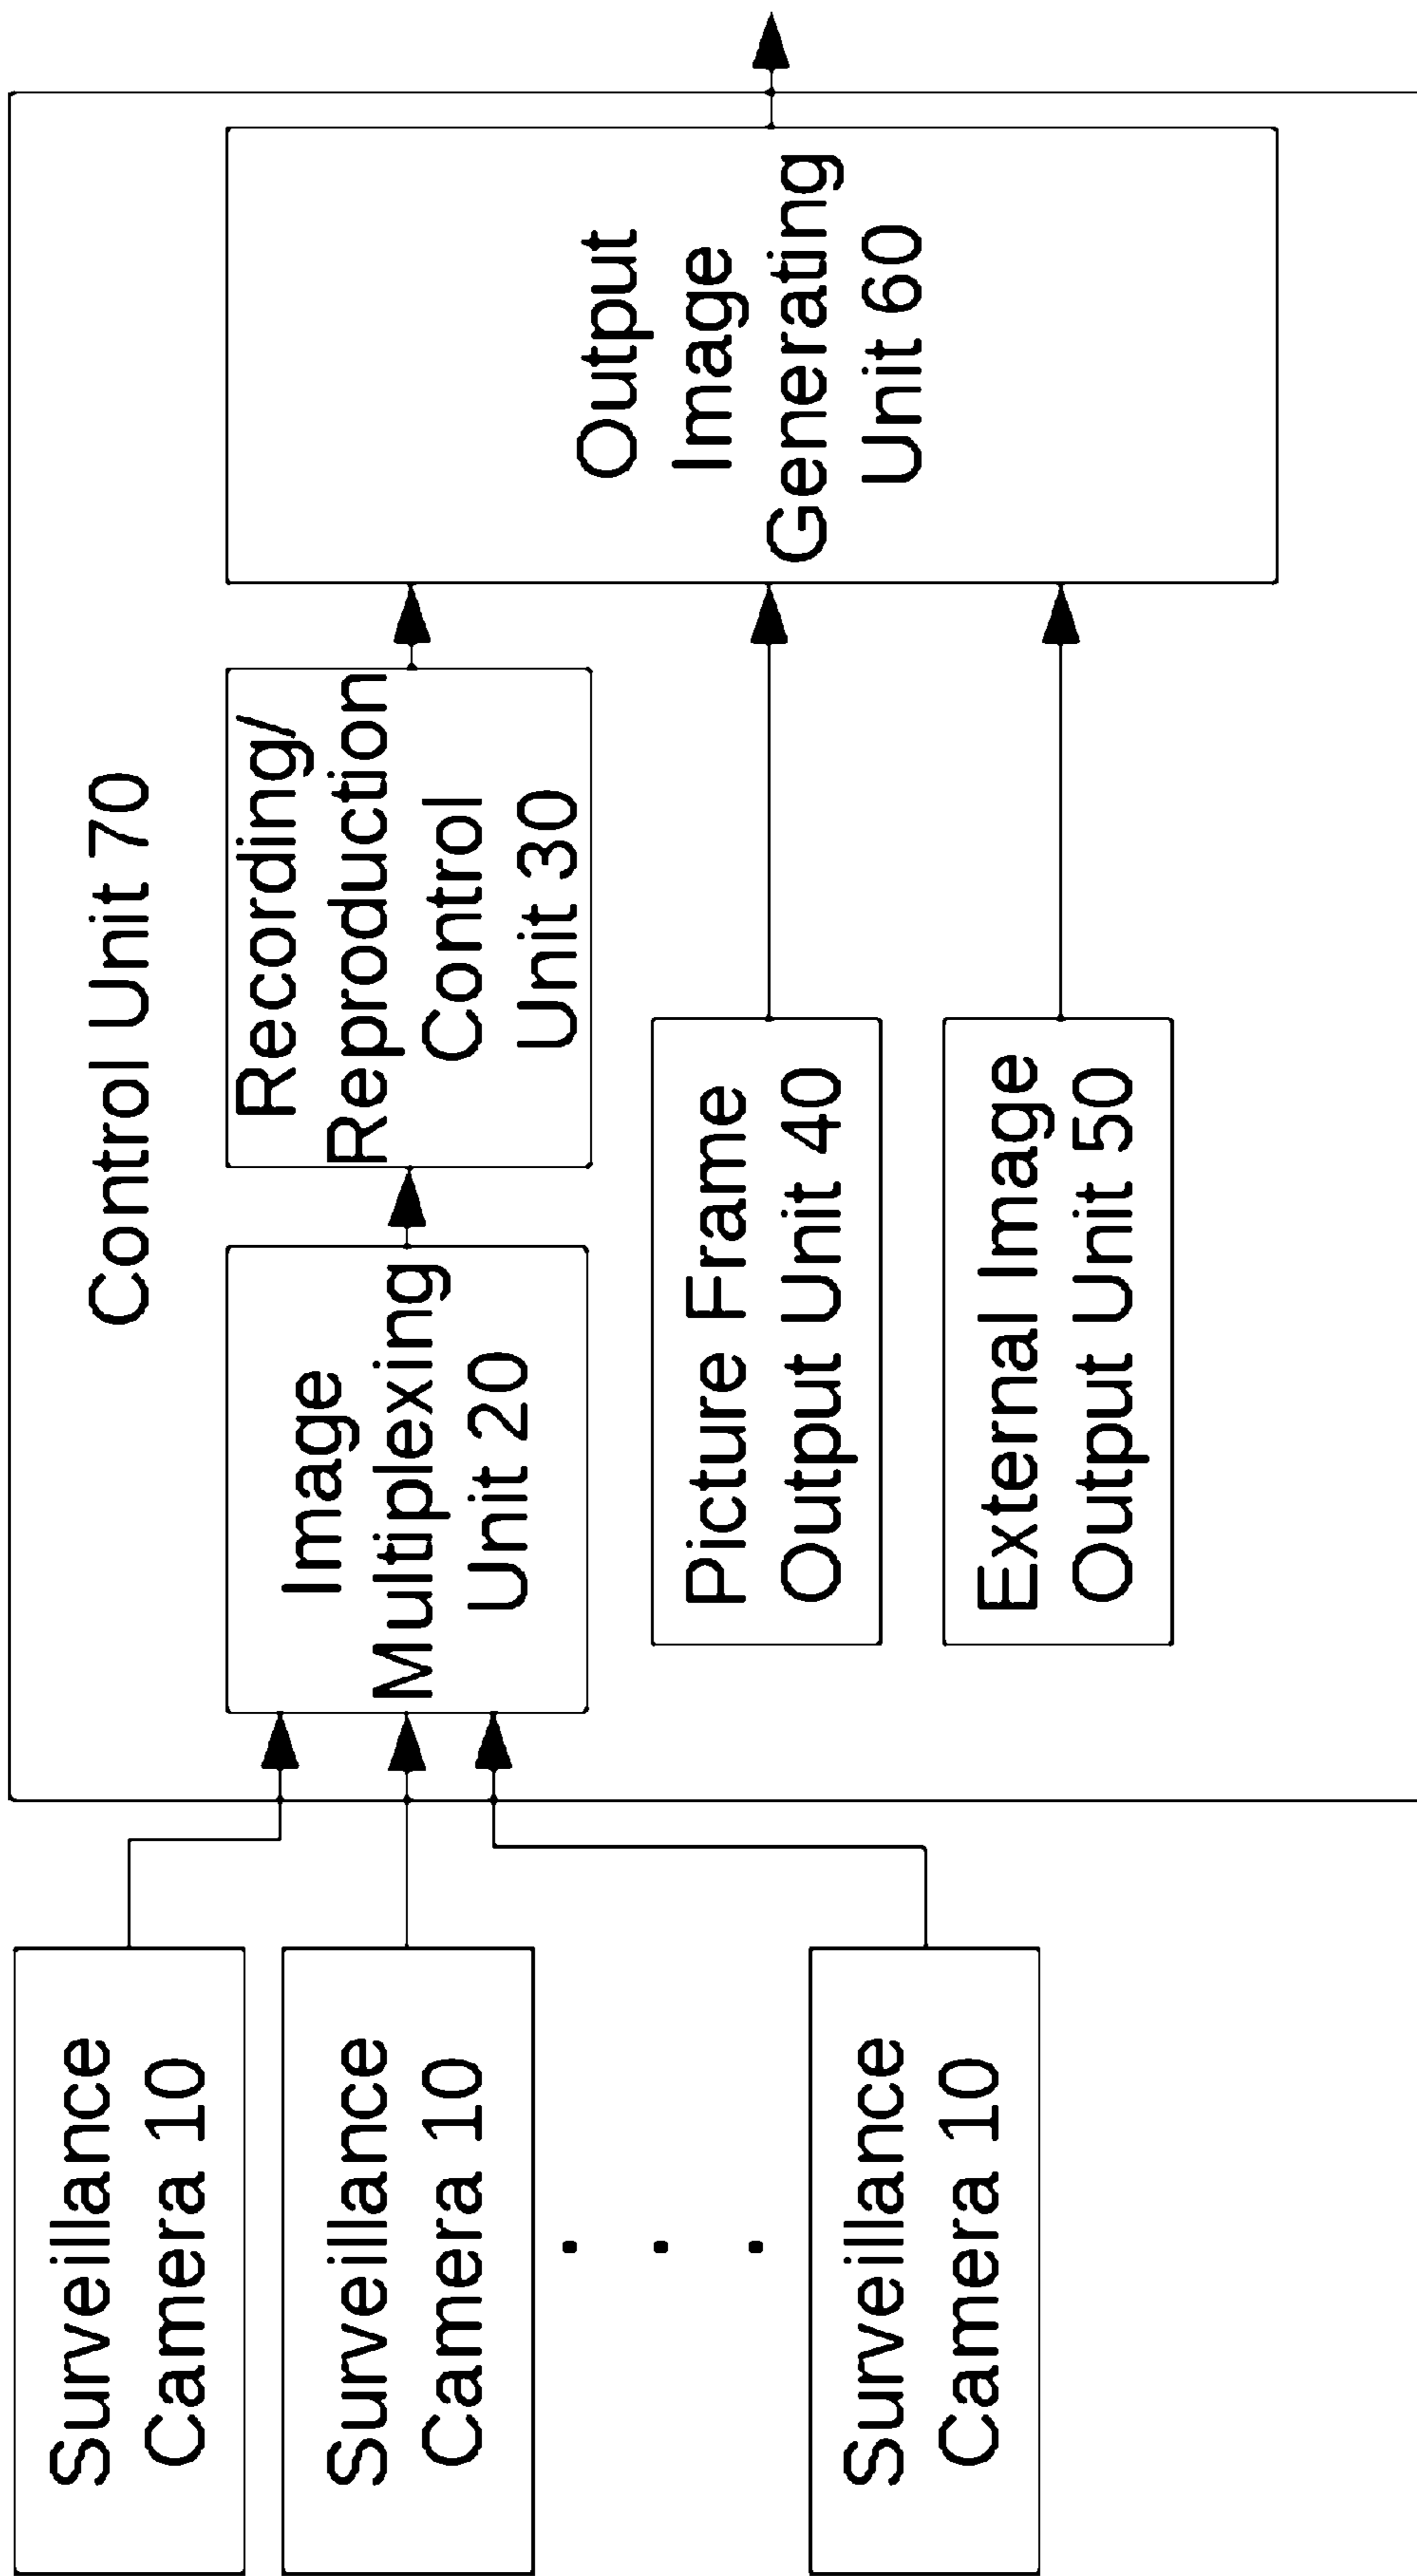 Control Unit 70
Surveillance
Camera 10
Surveillance
Camera 10
Surveillance
Camera 10
Image
Multiplexing
Unit 20
Recording/
Reproduction
Control
Unit 30
Picture Frame
Output Unit 40
External Image
Output Unit 50
Output
Image
Generating
Unit 60